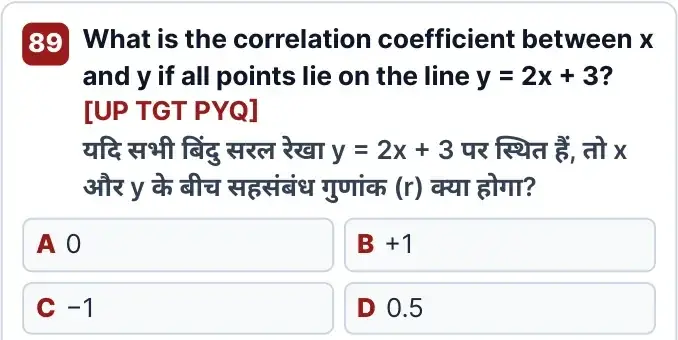 89 What is the correlation coefficient between x
and y if all points lie on the line y = 2x + 3?
[UP TGT PYQ]
यदि सभी बिंदु सरल रेखा y = 2x + 3 पर स्थित हैं, तो x
और y के बीच सहसंबंध गुणांक (r) क्या होगा?
A 0
B +1
C −1
D 0.5